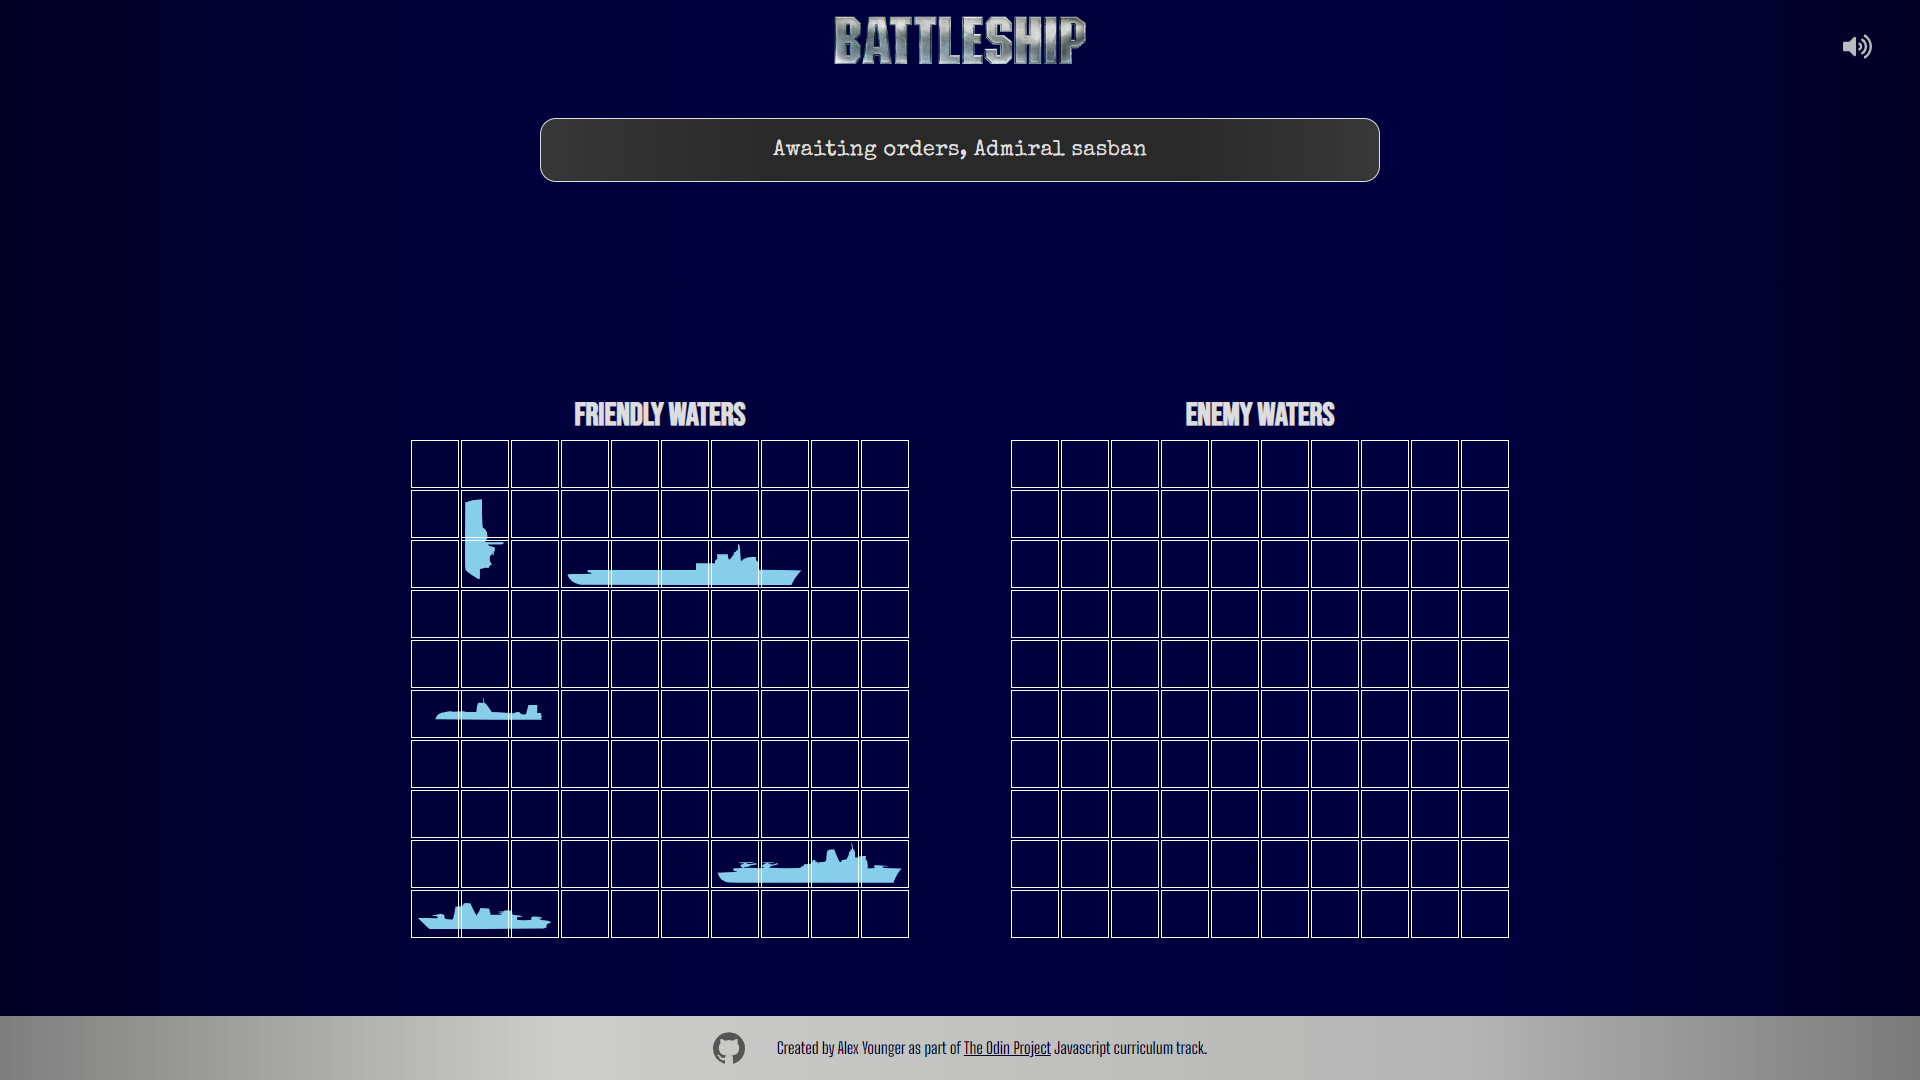 BATTLESHIP
Awaiting orders, Admiral sasban
FRIENDLY WATERS
ENEMY WATERS
Created by Alex Younger as part of The Odin Project Javascript curriculum track.